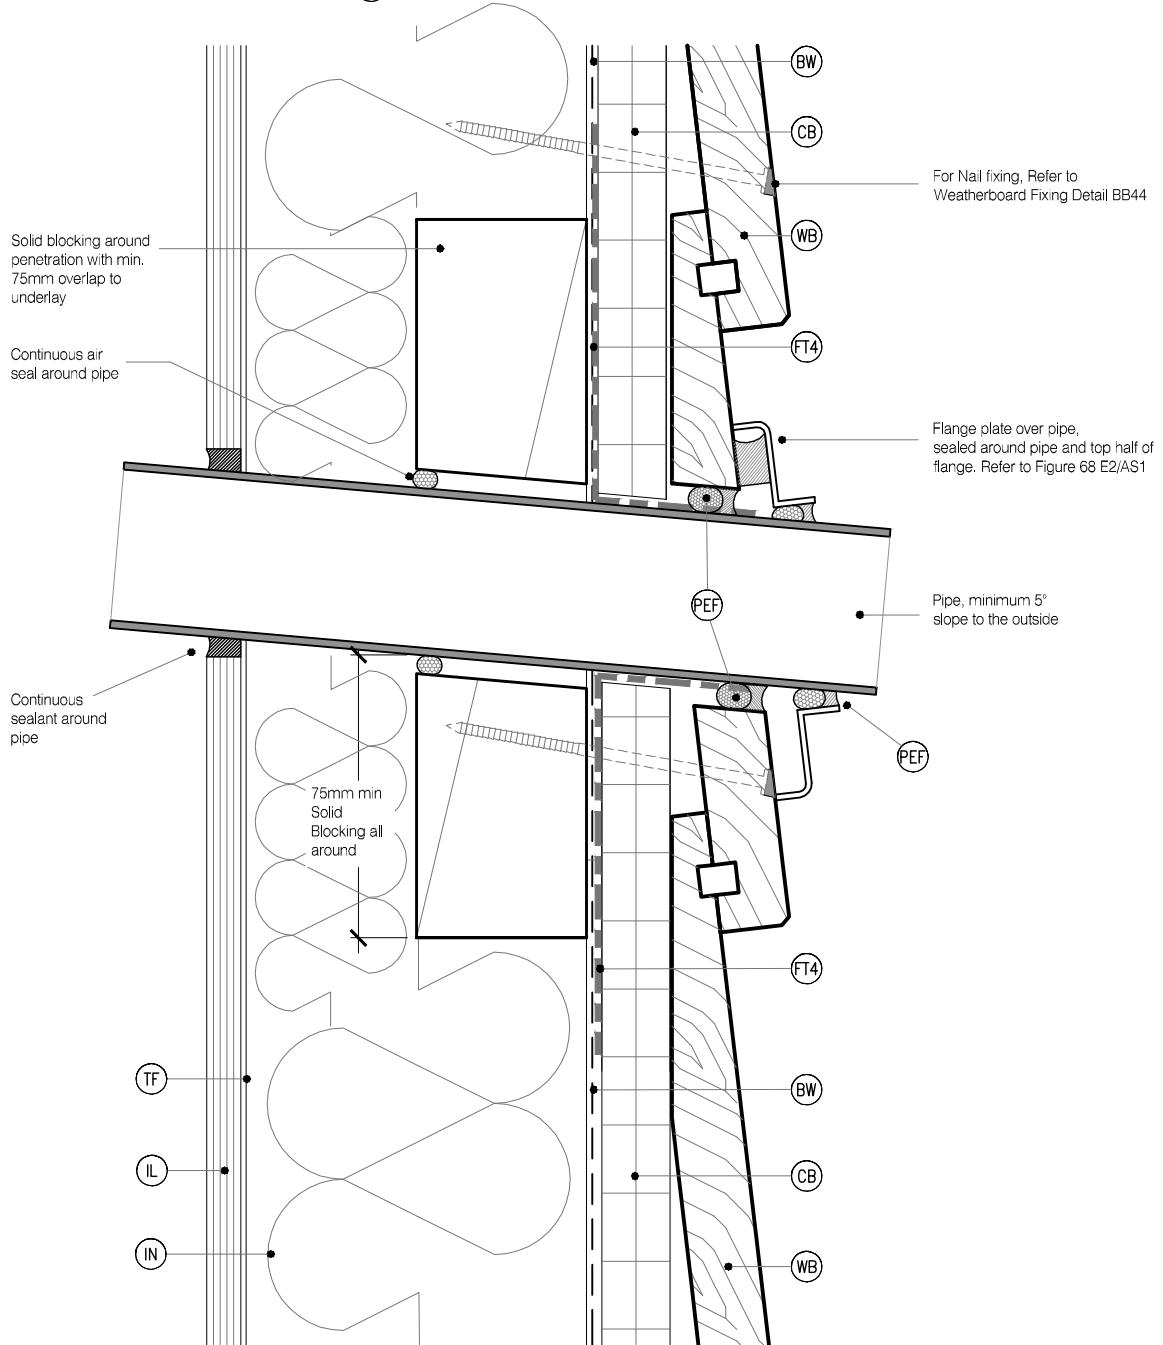 BW
CB
For Nail fixing, Refer to
Weatherboard Fixing Detail BB44
WB
Solid blocking around
penetration with min.
75mm overlap to
underlay
FT4
Continuous air
seal around pipe
Flange plate over pipe,
sealed around pipe and top half of
flange. Refer to Figure 68 E2/AS1
PEF
Pipe, minimum 5°
slope to the outside
Continuous
sealant around
pipe
PEF
75mm min
Solid
Blocking all
around
FT4
TF
BW
IL
CB
IN
WB